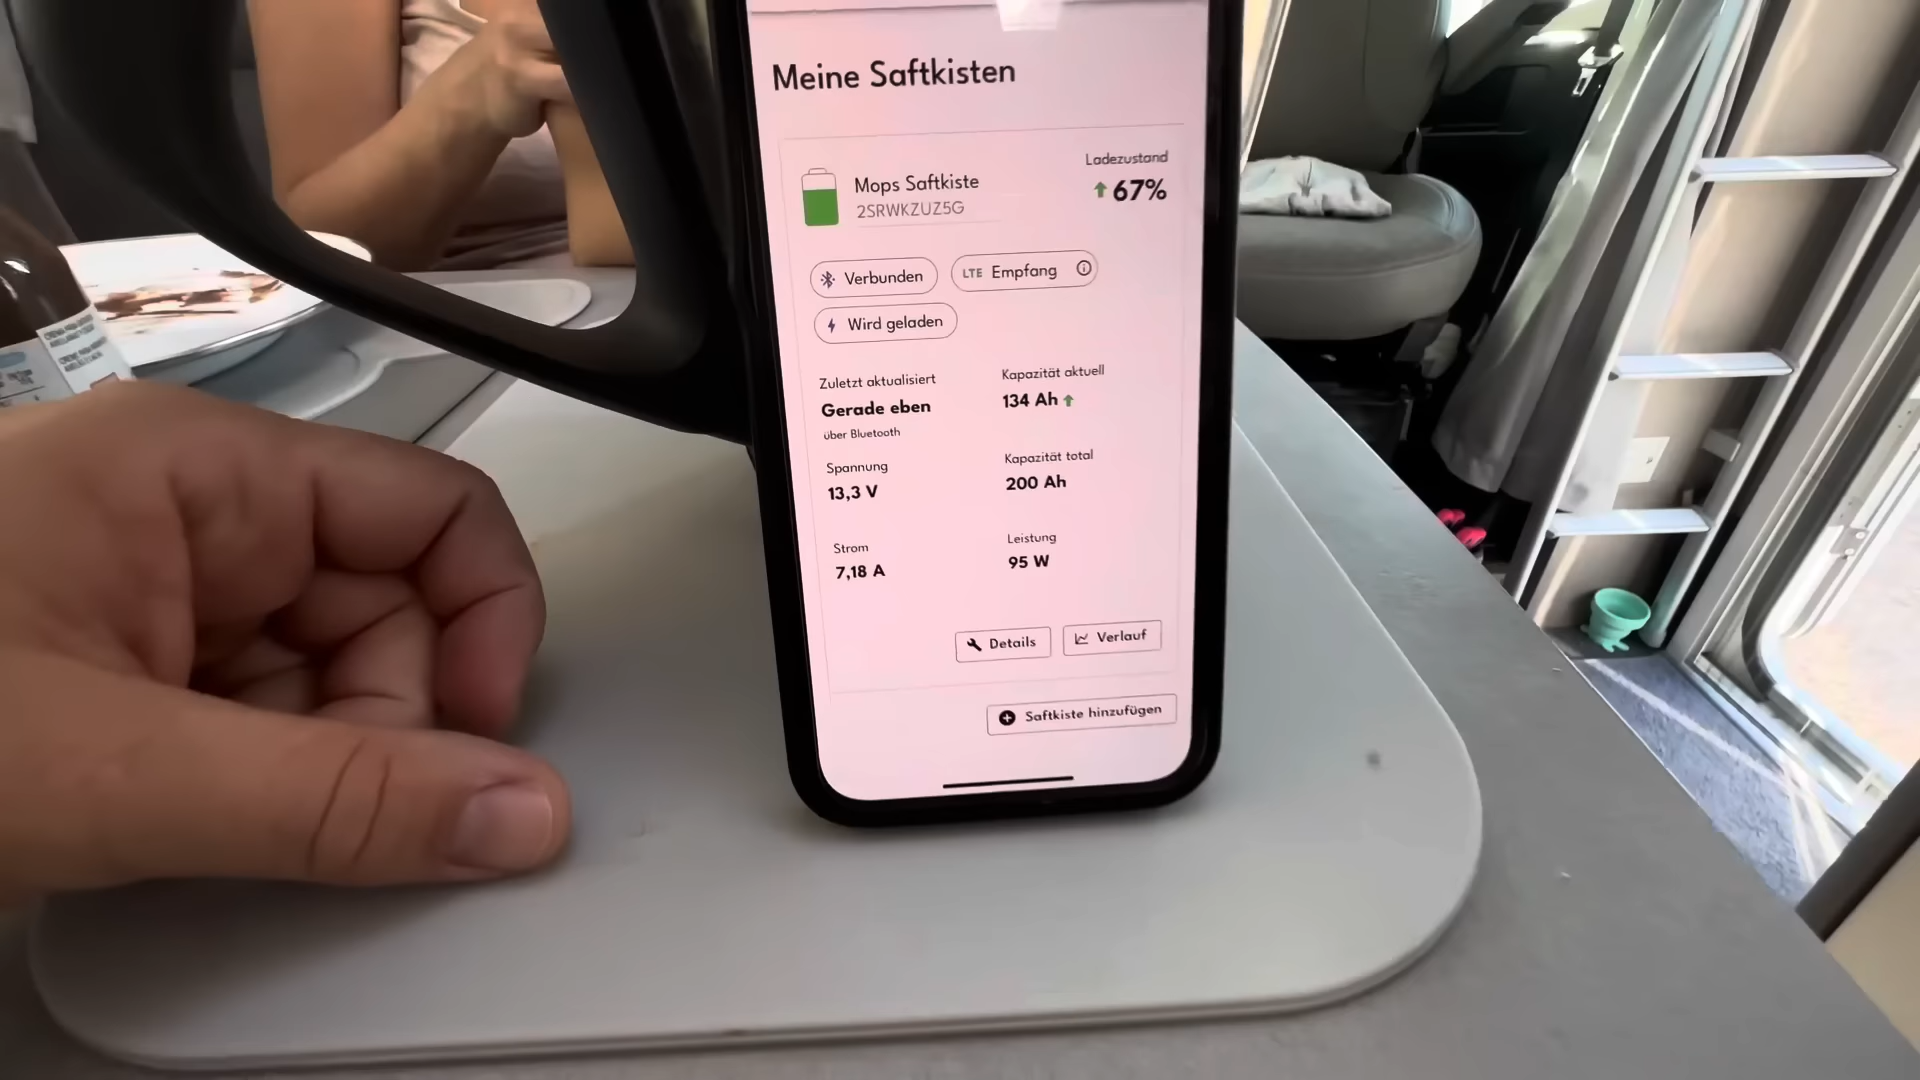 Meine Saftkisten
Mops Saftkiste
2SRWKZUZ5G
Ladezustand
67%
Verbunden
LTE Empfang
Wird geladen
Zuletzt aktualisiert
Gerade eben
über Bluetooth
Kapazität aktuell
134 Ah
Spannung
13,3 V
Kapazität total
200 Ah
Strom
7,18 A
Leistung
95 W
Details
Verlauf
Saftkiste hinzufügen